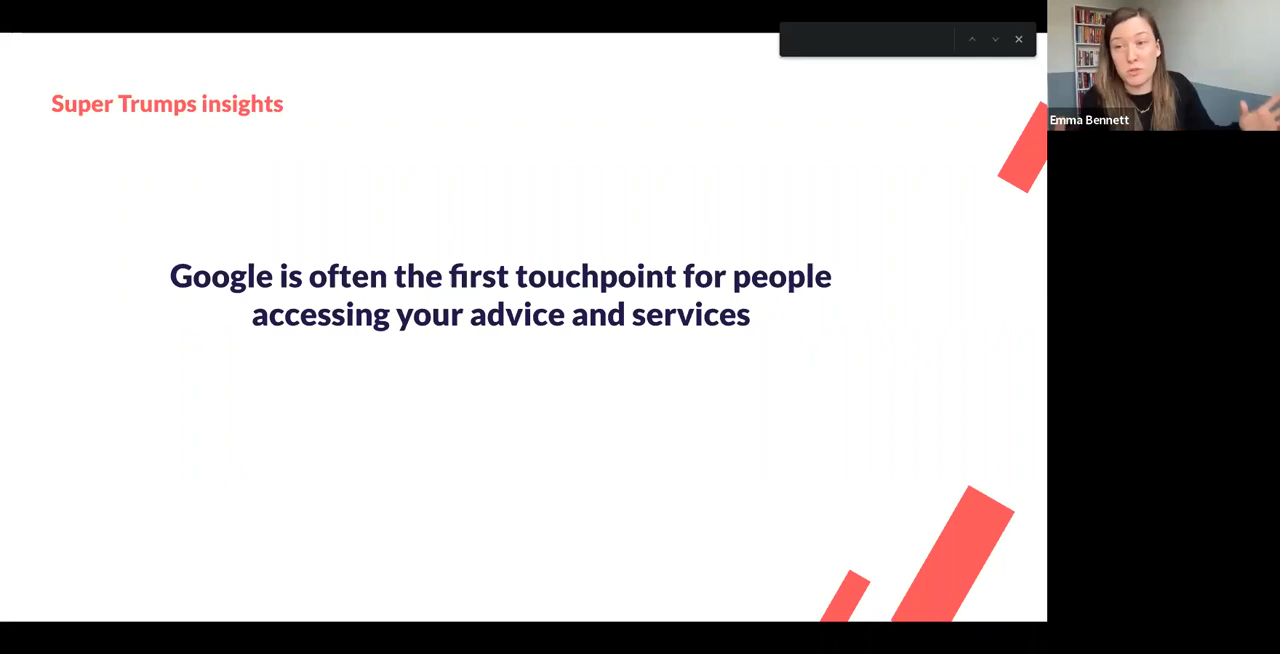 Super Trumps insights
Google is often the first touchpoint for people
accessing your advice and services
Emma Bennett